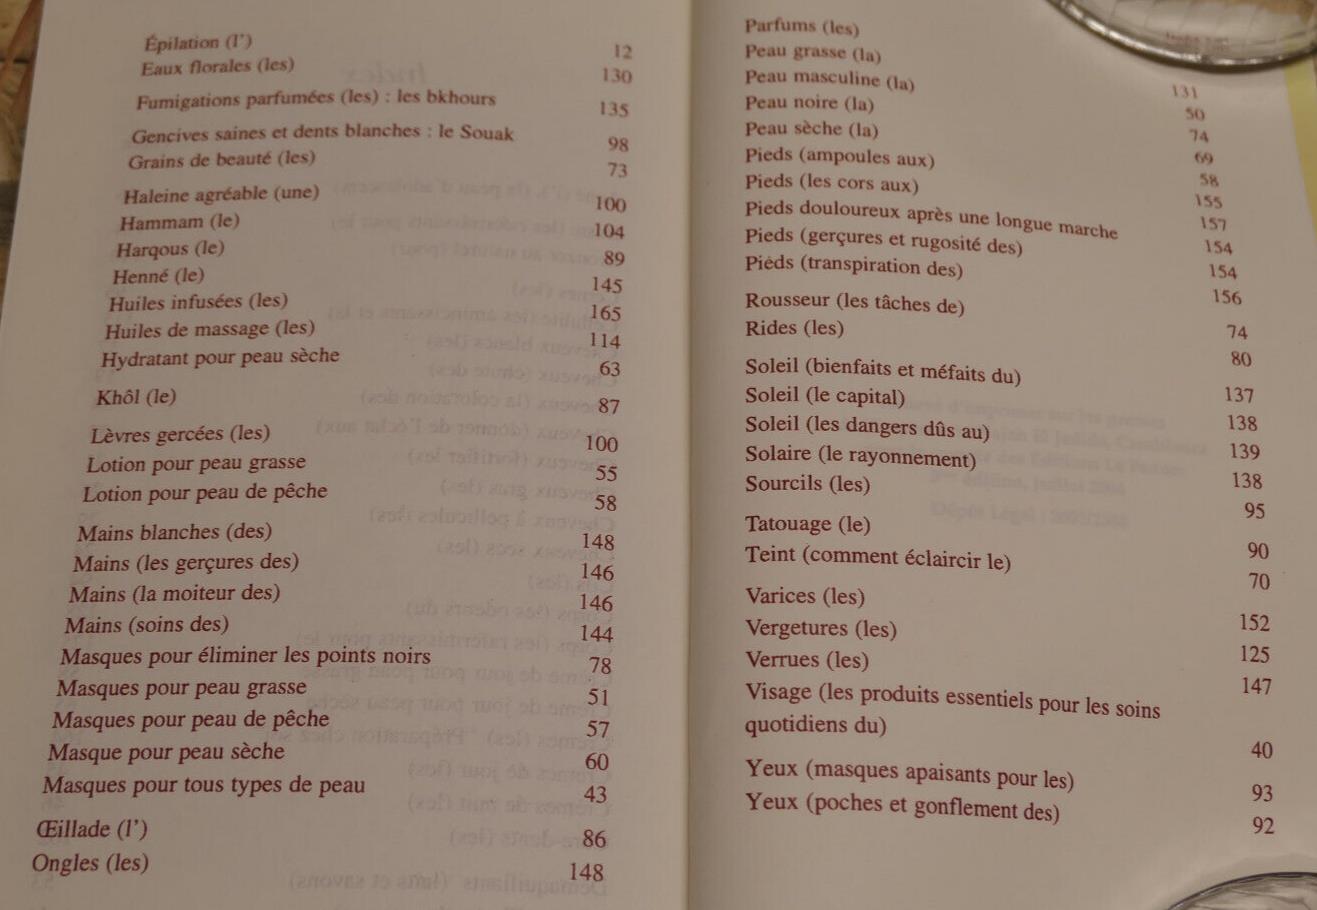 Épilation (l’) 12
Eaux florales (les) 130
Fumigations parfumées (les) : les bkhours 135
Gencives saines et dents blanches : le Souak 98
Grains de beauté (les) 73
Haleine agréable (une) 100
Hammam (le) 104
Harqous (le) 89
Henné (le) 145
Huiles infusées (les) 165
Huiles de massage (les) 114
Hydratant pour peau sèche 63
Khôl (le) 87
Lèvres gercées (les) 100
Lotion pour peau grasse 55
Lotion pour peau de pêche 58
Mains blanches (des) 148
Mains (les gerçures des) 146
Mains (la moiteur des) 146
Mains (soins des) 144
Masques pour éliminer les points noirs 78
Masques pour peau grasse 51
Masques pour peau de pêche 57
Masque pour peau sèche 60
Masques pour tous types de peau 43
Œillade (l’) 86
Ongles (les) 148
Parfums (les) 131
Peau grasse (la) 50
Peau masculine (la) 74
Peau noire (la) 69
Peau sèche (la) 58
Pieds (ampoules aux) 155
Pieds (les cors aux) 157
Pieds douloureux après une longue marche 154
Pieds (gerçures et rugosité des) 154
Pieds (transpiration des) 156
Rousseur (les tâches de) 74
Rides (les) 80
Soleil (bienfaits et méfaits du) 137
Soleil (le capital) 138
Soleil (les dangers dûs au) 139
Solaire (le rayonnement) 138
Sourcils (les) 95
Tatouage (le) 90
Teint (comment éclaircir le) 70
Varices (les) 152
Vergetures (les) 125
Verrues (les) 147
Visage (les produits essentiels pour les soins
quotidiens du) 40
Yeux (masques apaisants pour les) 93
Yeux (poches et gonflement des) 92